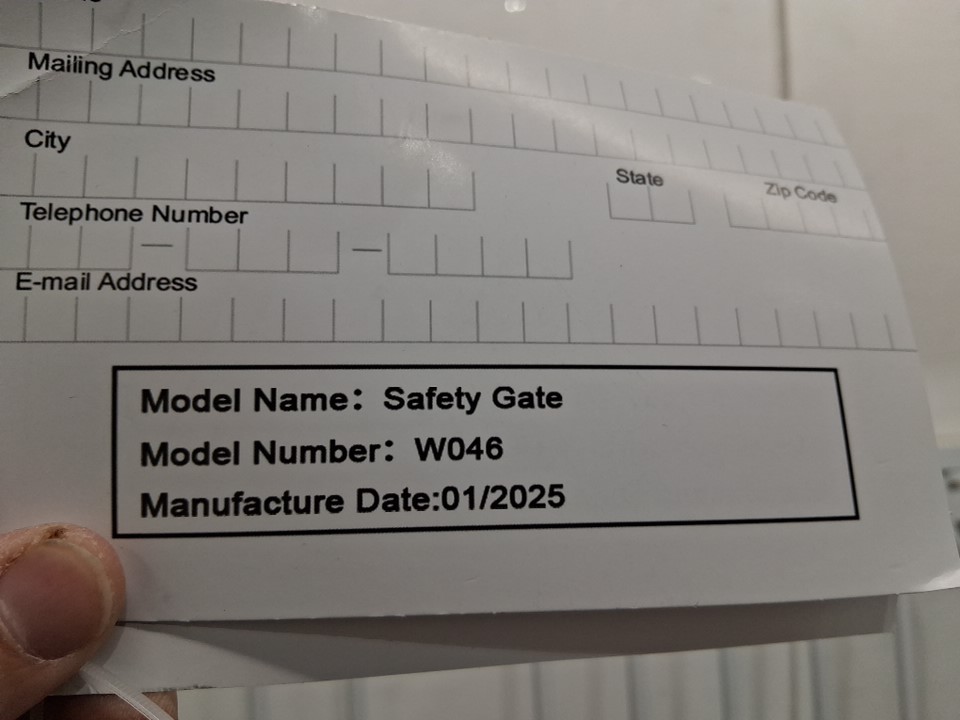 Mailing Address
City
State
Zip Code
Telephone Number
— —
E-mail Address
Model Name: Safety Gate
Model Number: W046
Manufacture Date:01/2025